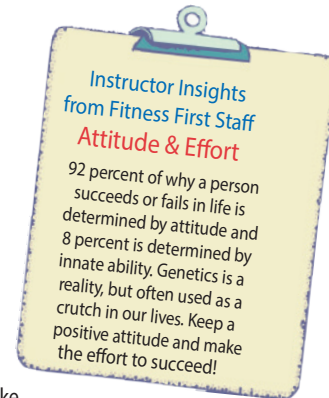 Instructor Insights
from Fitness First Staff
Attitude & Effort
92 percent of why a person
succeeds or fails in life is
determined by attitude and
8 percent is determined by
innate ability. Genetics is a
reality, but often used as a
crutch in our lives. Keep a
positive attitude and make
the effort to succeed!
ke